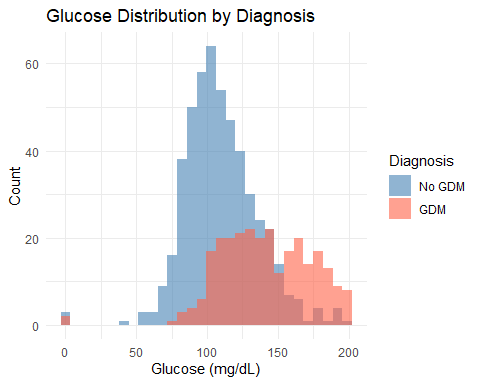 Glucose Distribution by Diagnosis
60
40
20
0
Count
0
50
100
150
200
Glucose (mg/dL)
Diagnosis
No GDM
GDM